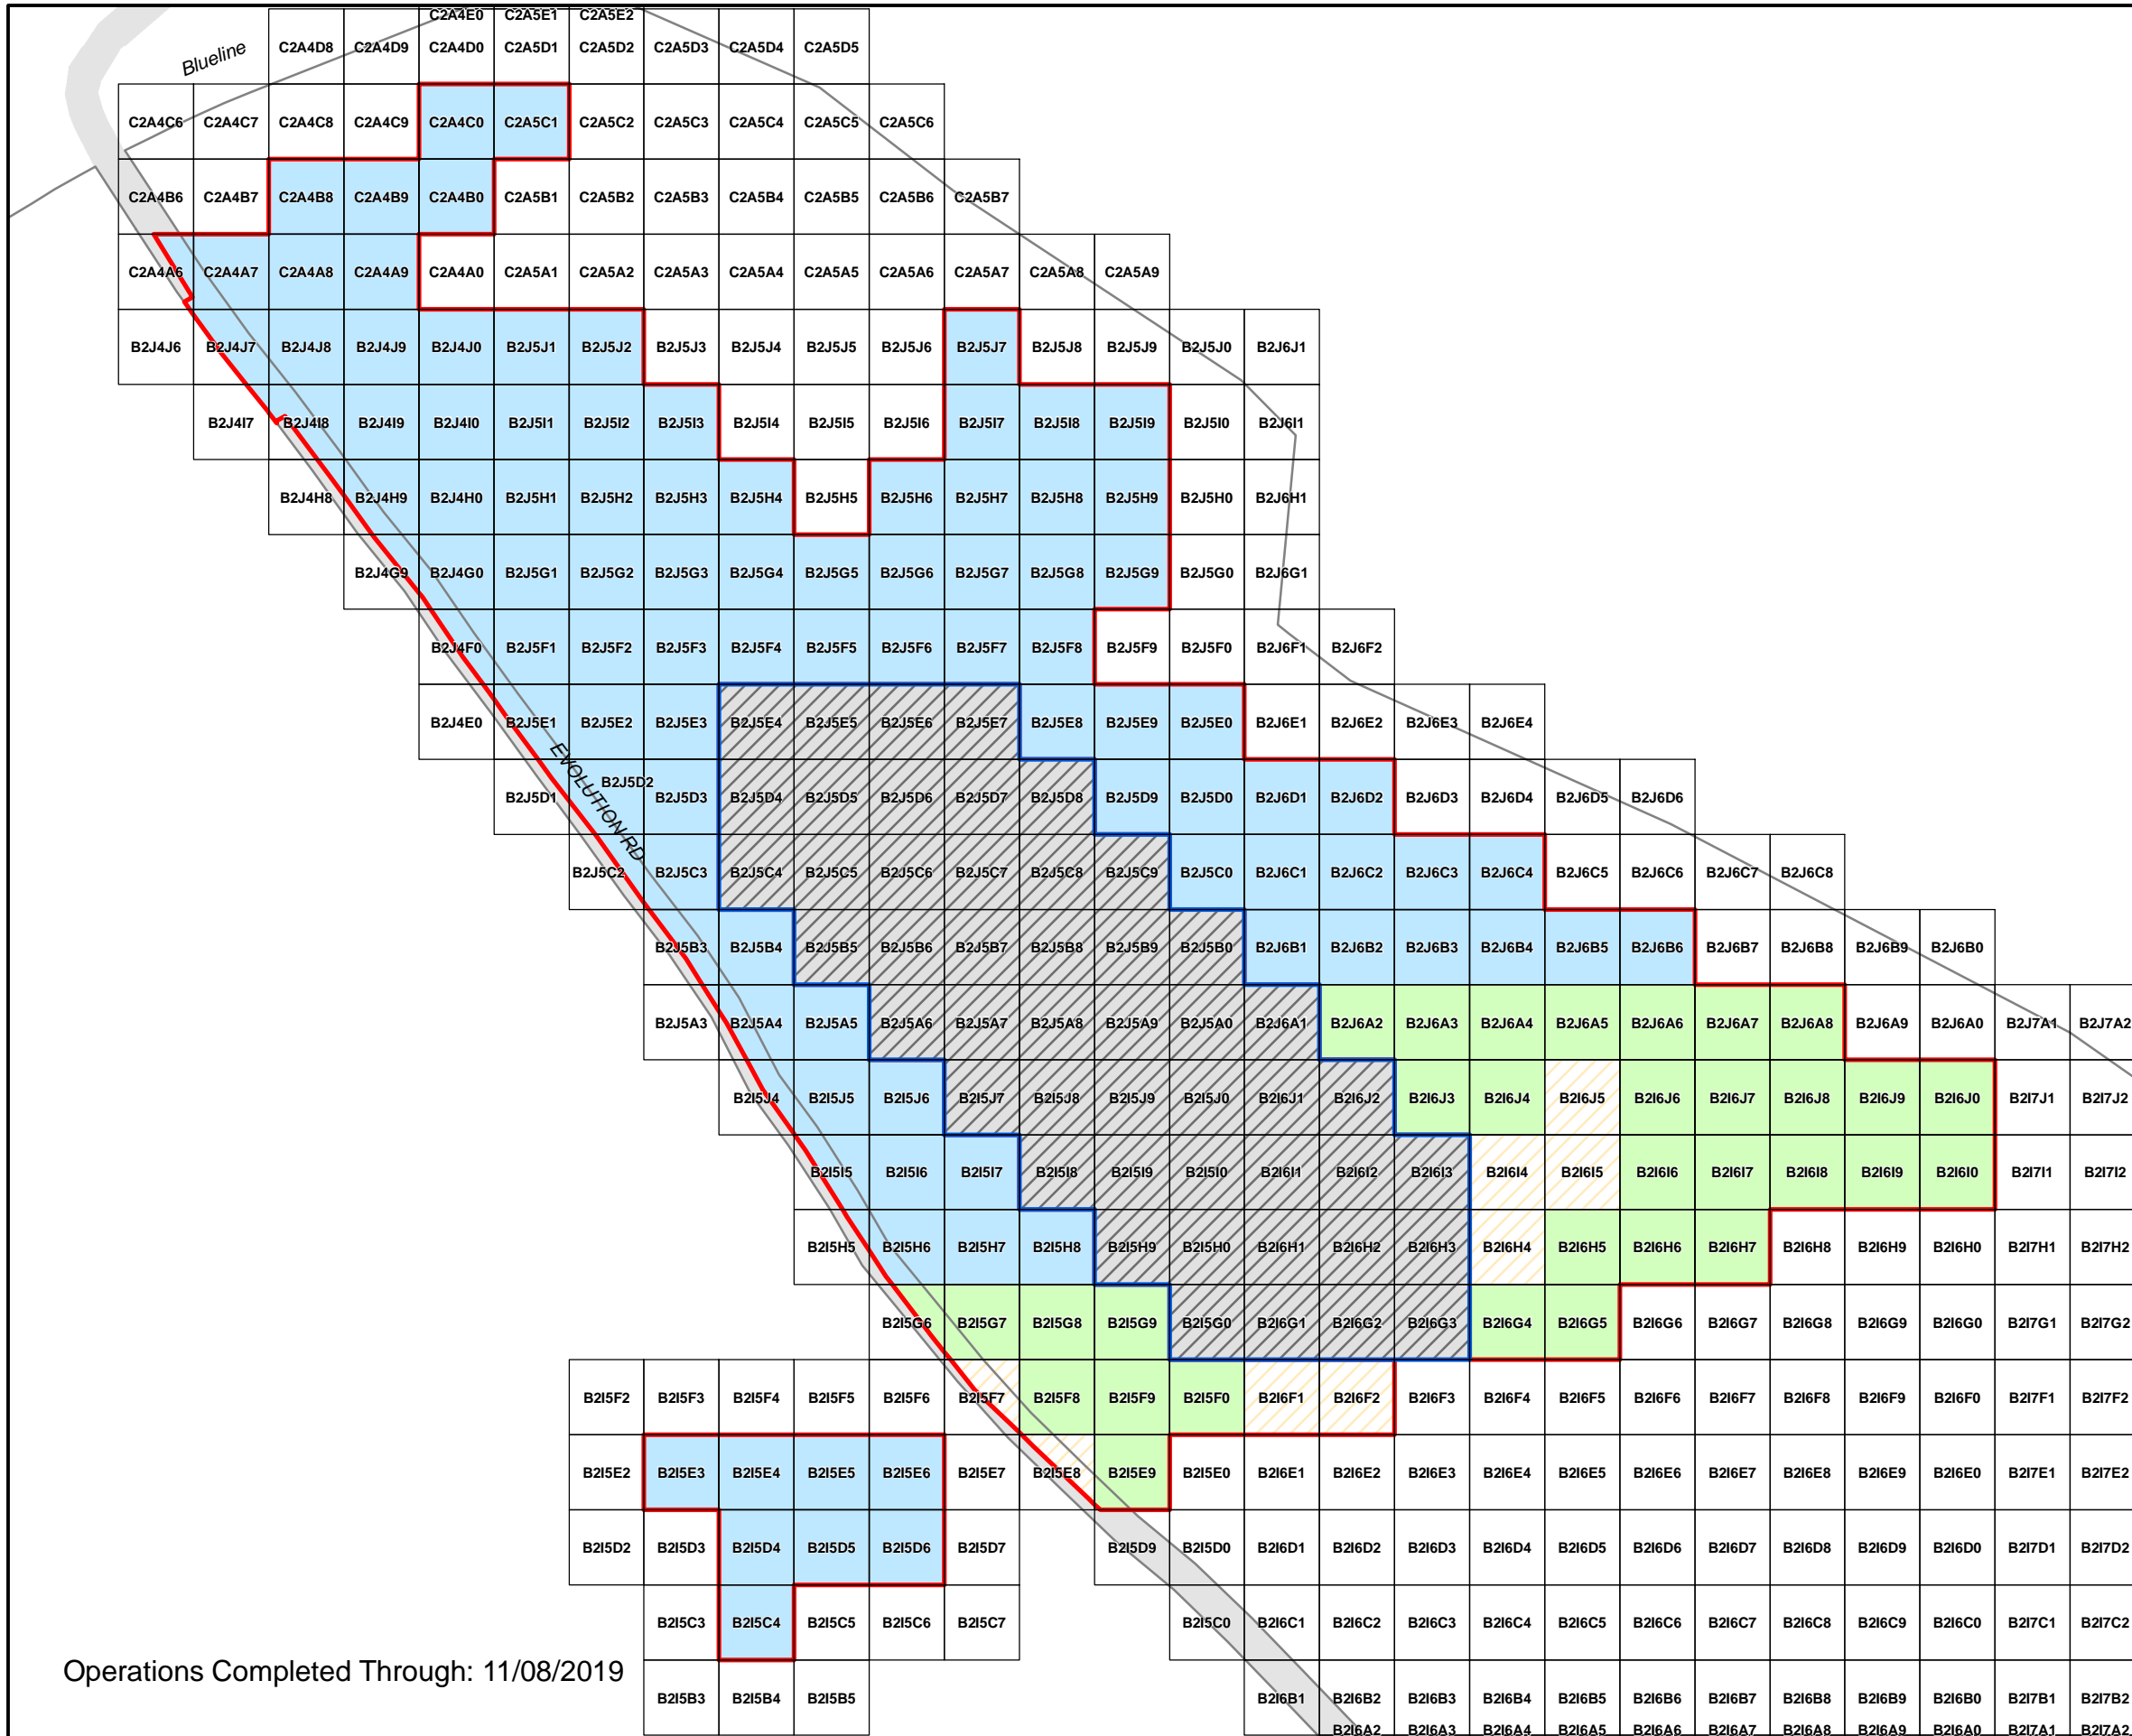 C2A4E0 C2A5E1 C2A5E2
Blueline C2A4D8 C2A4D9 C2A4D0 C2A5D1 C2A5D2 C2A5D3 C2A5D4 C2A5D5
C2A4C6 C2A4C7 C2A4C8 C2A4C9 C2A4C0 C2A5C1 C2A5C2 C2A5C3 C2A5C4 C2A5C5 C2A5C6
C2A4B6 C2A4B7 C2A4B8 C2A4B9 C2A4B0 C2A5B1 C2A5B2 C2A5B3 C2A5B4 C2A5B5 C2A5B6 C2A5B7
C2A4A6 C2A4A7 C2A4A8 C2A4A9 C2A4A0 C2A5A1 C2A5A2 C2A5A3 C2A5A4 C2A5A5 C2A5A6 C2A5A7 C2A5A8 C2A5A9
B2J4J6 B2J4J7 B2J4J8 B2J4J9 B2J4J0 B2J5J1 B2J5J2 B2J5J3 B2J5J4 B2J5J5 B2J5J6 B2J5J7 B2J5J8 B2J5J9 B2J5J0 B2J6J1
B2J4I7 B2J4I8 B2J4I9 B2J4I0 B2J5I1 B2J5I2 B2J5I3 B2J5I4 B2J5I5 B2J5I6 B2J5I7 B2J5I8 B2J5I9 B2J5I0 B2J6I1
B2J4H8 B2J4H9 B2J4H0 B2J5H1 B2J5H2 B2J5H3 B2J5H4 B2J5H5 B2J5H6 B2J5H7 B2J5H8 B2J5H9 B2J5H0 B2J6H1
B2J4G9 B2J4G0 B2J5G1 B2J5G2 B2J5G3 B2J5G4 B2J5G5 B2J5G6 B2J5G7 B2J5G8 B2J5G9 B2J5G0 B2J6G1
B2J4F0 B2J5F1 B2J5F2 B2J5F3 B2J5F4 B2J5F5 B2J5F6 B2J5F7 B2J5F8 B2J5F9 B2J5F0 B2J6F1 B2J6F2
B2J4E0 B2J5E1 B2J5E2 B2J5E3 B2J5E4 B2J5E5 B2J5E6 B2J5E7 B2J5E8 B2J5E9 B2J5E0 B2J6E1 B2J6E2 B2J6E3 B2J6E4
EVOLUTION RD
B2J5D1 B2J5D2 B2J5D3 B2J5D4 B2J5D5 B2J5D6 B2J5D7 B2J5D8 B2J5D9 B2J5D0 B2J6D1 B2J6D2 B2J6D3 B2J6D4 B2J6D5 B2J6D6
B2J5C2 B2J5C3 B2J5C4 B2J5C5 B2J5C6 B2J5C7 B2J5C8 B2J5C9 B2J5C0 B2J6C1 B2J6C2 B2J6C3 B2J6C4 B2J6C5 B2J6C6 B2J6C7 B2J6C8
B2J5B3 B2J5B4 B2J5B5 B2J5B6 B2J5B7 B2J5B8 B2J5B9 B2J5B0 B2J6B1 B2J6B2 B2J6B3 B2J6B4 B2J6B5 B2J6B6 B2J6B7 B2J6B8 B2J6B9 B2J6B0
B2J5A3 B2J5A4 B2J5A5 B2J5A6 B2J5A7 B2J5A8 B2J5A9 B2J5A0 B2J6A1 B2J6A2 B2J6A3 B2J6A4 B2J6A5 B2J6A6 B2J6A7 B2J6A8 B2J6A9 B2J6A0 B2J7A1 B2J7A2
B2I5J4 B2I5J5 B2I5J6 B2I5J7 B2I5J8 B2I5J9 B2I5J0 B2I6J1 B2I6J2 B2I6J3 B2I6J4 B2I6J5 B2I6J6 B2I6J7 B2I6J8 B2I6J9 B2I6J0 B2I7J1 B2I7J2
B2I5I5 B2I5I6 B2I5I7 B2I5I8 B2I5I9 B2I5I0 B2I6I1 B2I6I2 B2I6I3 B2I6I4 B2I6I5 B2I6I6 B2I6I7 B2I6I8 B2I6I9 B2I6I0 B2I7I1 B2I7I2
B2I5H5 B2I5H6 B2I5H7 B2I5H8 B2I5H9 B2I5H0 B2I6H1 B2I6H2 B2I6H3 B2I6H4 B2I6H5 B2I6H6 B2I6H7 B2I6H8 B2I6H9 B2I6H0 B2I7H1 B2I7H2
B2I5G6 B2I5G7 B2I5G8 B2I5G9 B2I5G0 B2I6G1 B2I6G2 B2I6G3 B2I6G4 B2I6G5 B2I6G6 B2I6G7 B2I6G8 B2I6G9 B2I6G0 B2I7G1 B2I7G2
B2I5F2 B2I5F3 B2I5F4 B2I5F5 B2I5F6 B2I5F7 B2I5F8 B2I5F9 B2I5F0 B2I6F1 B2I6F2 B2I6F3 B2I6F4 B2I6F5 B2I6F6 B2I6F7 B2I6F8 B2I6F9 B2I6F0 B2I7F1 B2I7F2
B2I5E2 B2I5E3 B2I5E4 B2I5E5 B2I5E6 B2I5E7 B2I5E8 B2I5E9 B2I5E0 B2I6E1 B2I6E2 B2I6E3 B2I6E4 B2I6E5 B2I6E6 B2I6E7 B2I6E8 B2I6E9 B2I6E0 B2I7E1 B2I7E2
B2I5D2 B2I5D3 B2I5D4 B2I5D5 B2I5D6 B2I5D7 B2I5D9 B2I5D0 B2I6D1 B2I6D2 B2I6D3 B2I6D4 B2I6D5 B2I6D6 B2I6D7 B2I6D8 B2I6D9 B2I6D0 B2I7D1 B2I7D2
B2I5C3 B2I5C4 B2I5C5 B2I5C6 B2I5C7 B2I5C0 B2I6C1 B2I6C2 B2I6C3 B2I6C4 B2I6C5 B2I6C6 B2I6C7 B2I6C8 B2I6C9 B2I6C0 B2I7C1 B2I7C2
Operations Completed Through: 11/08/2019
B2I5B3 B2I5B4 B2I5B5 B2I6B1 B2I6B2 B2I6B3 B2I6B4 B2I6B5 B2I6B6 B2I6B7 B2I6B8 B2I6B9 B2I6B0 B2I7B1 B2I7B2
B2I6A2 B2I6A3 B2I6A4 B2I6A5 B2I6A6 B2I6A7 B2I6A8 B2I6A9 B2I6A0 B2I7A1 B2I7A2